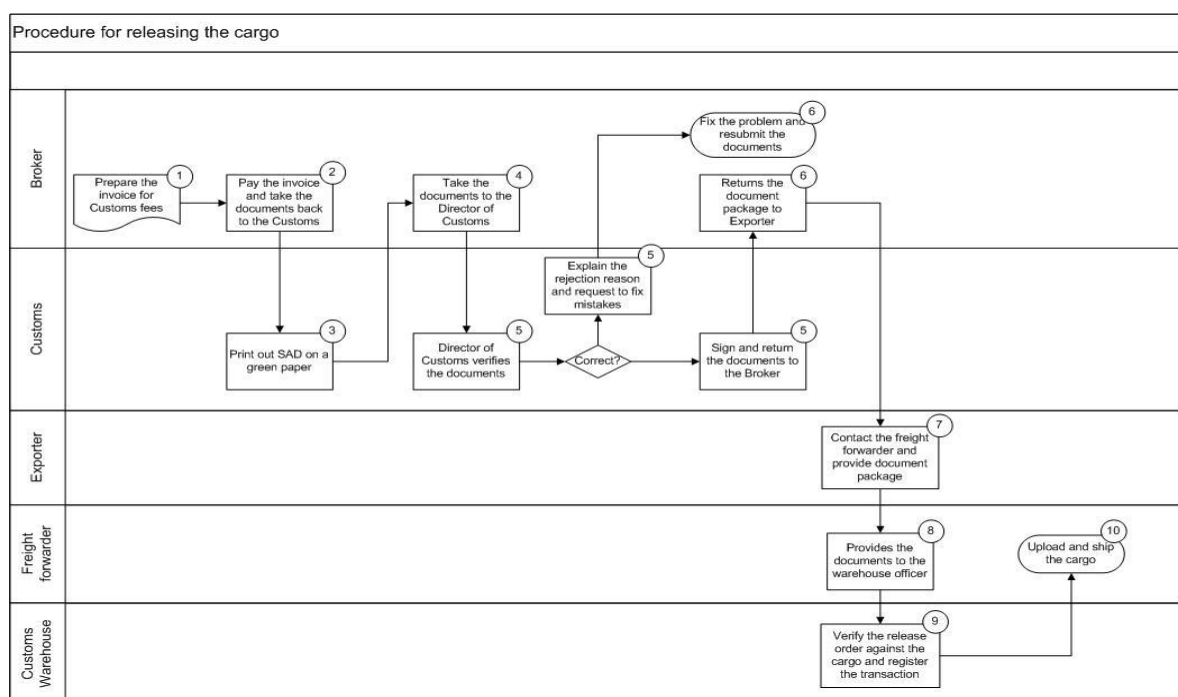 Procedure for releasing the cargo
Broker
Prepare the
invoice for
Customs fees
1
Pay the invoice
and take the
documents back
to the Customs
2
Take the
documents to the
Director of
Customs
4
Fix the problem and
resubmit the
documents
6
Returns the
document
package to
Exporter
6
Customs
Print out SAD on a
green paper
3
Director of
Customs verifies
the documents
5
Correct?
Explain the
rejection reason
and request to fix
mistakes
5
Sign and return
the documents to
the Broker
5
Exporter
Contact the freight
forwarder and
provide document
package
7
Freight
forwarder
Provides the
documents to the
warehouse officer
8
Upload and ship
the cargo
10
Customs
Warehouse
Verify the release
order against the
cargo and register
the transaction
9